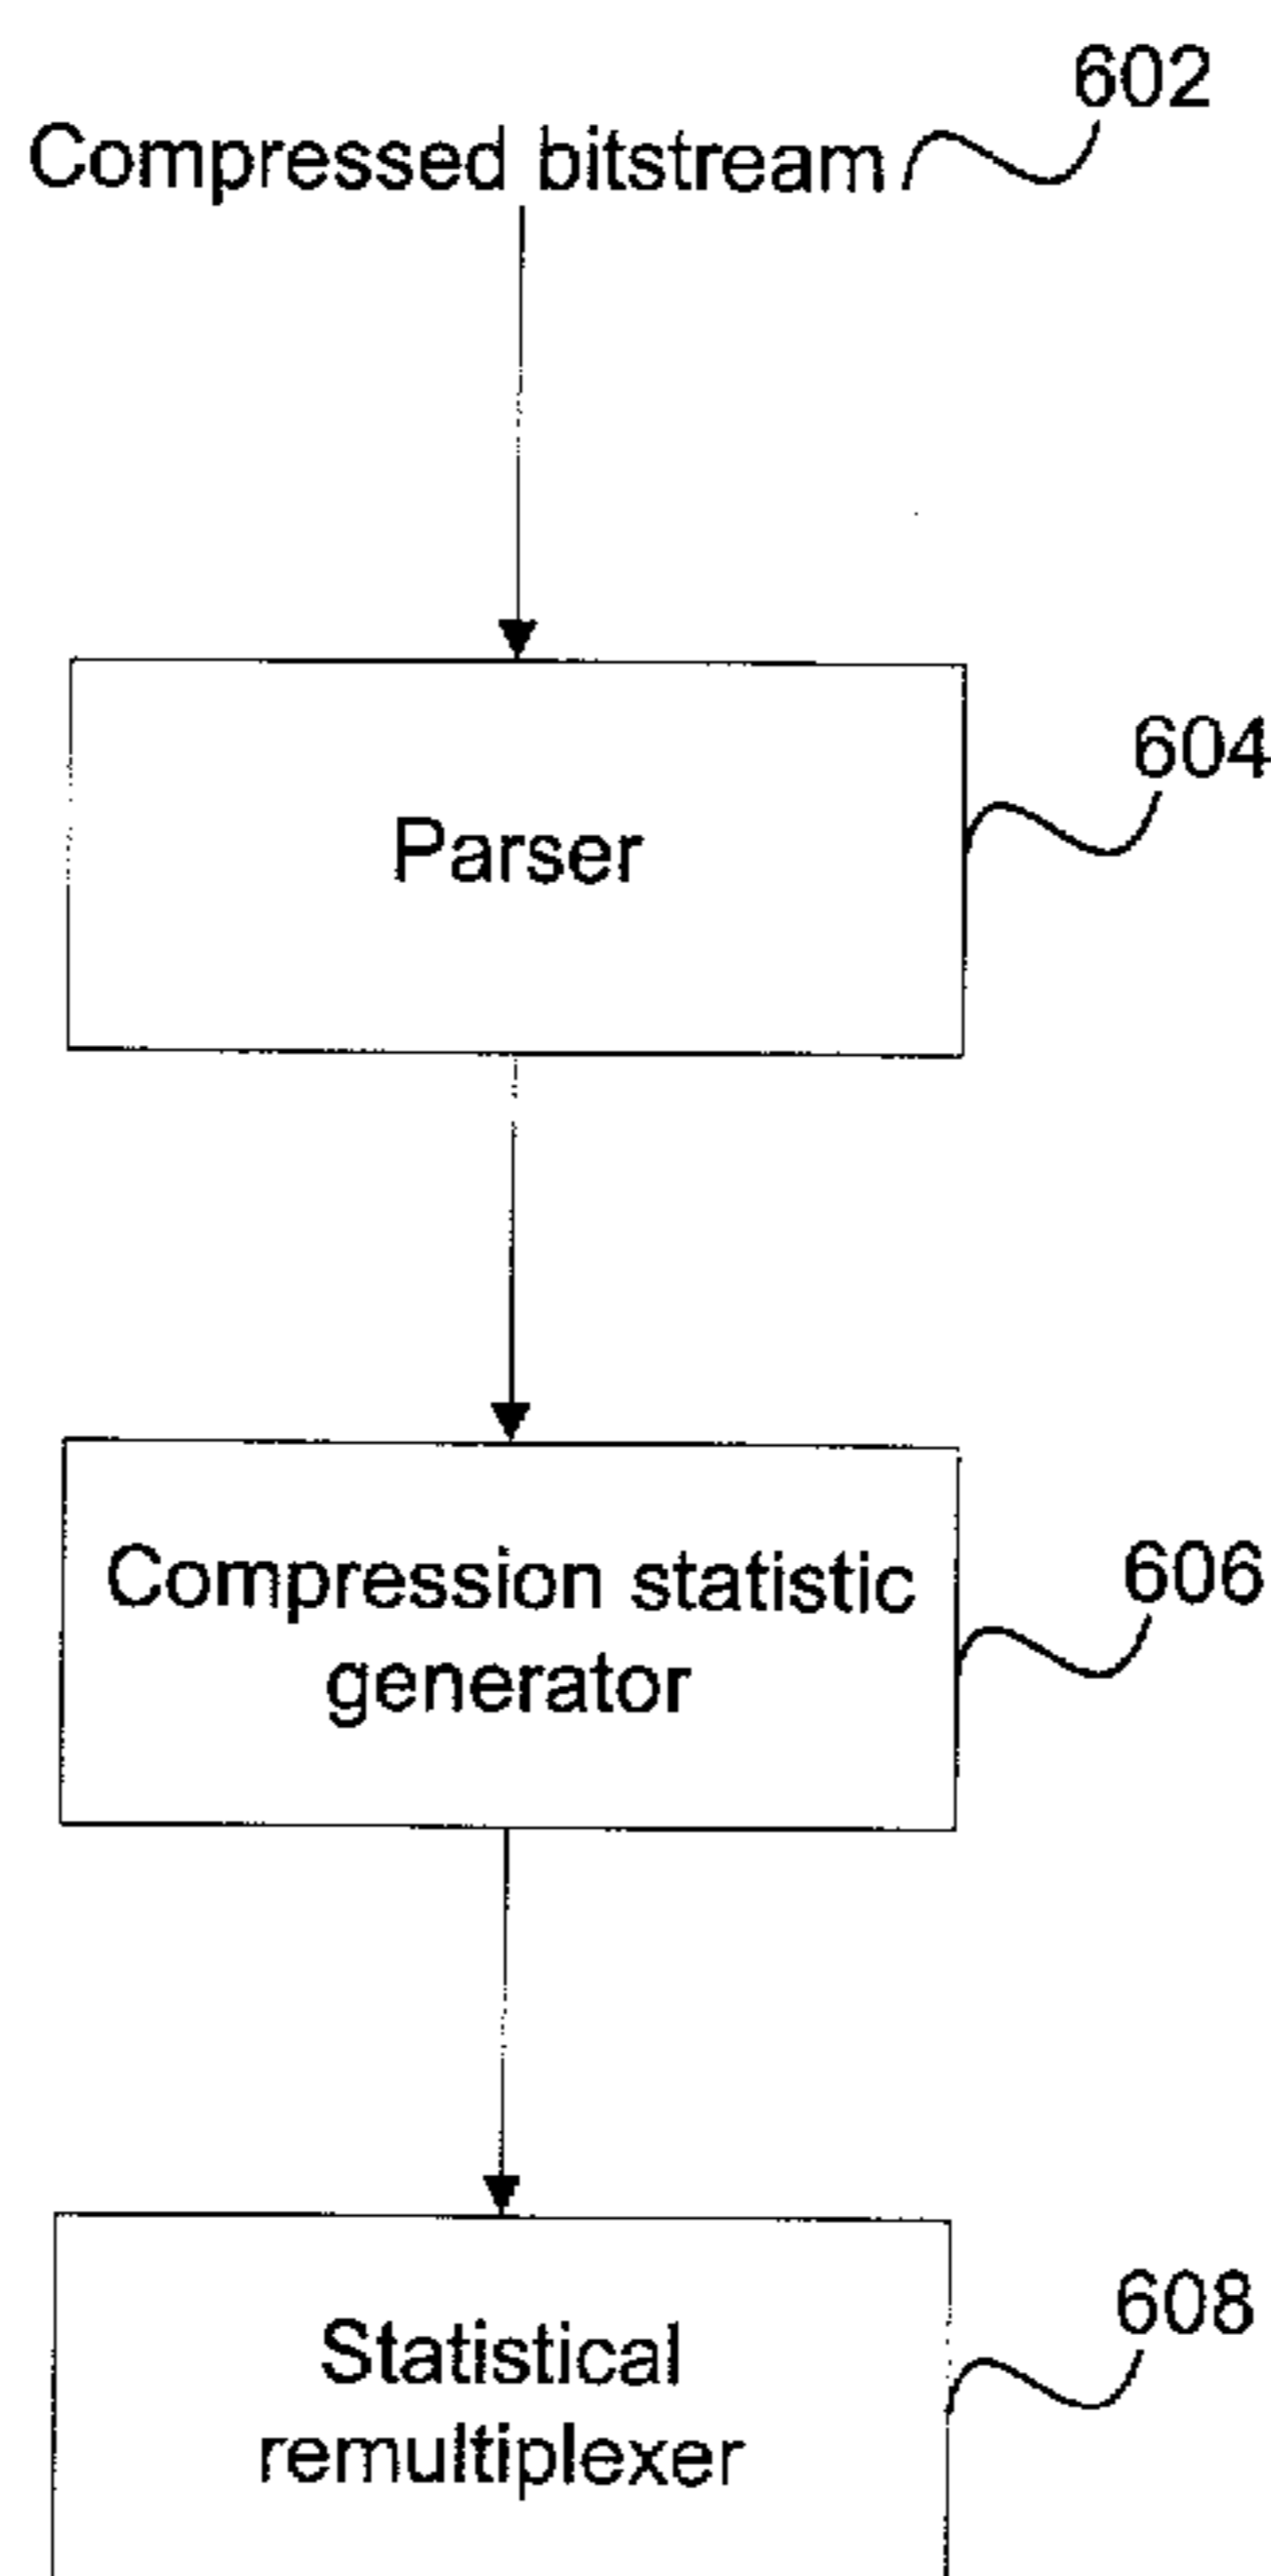 602
Compressed bitstream
604
Parser
Compression statistic
606
generator
608
Statistical
remultiplexer